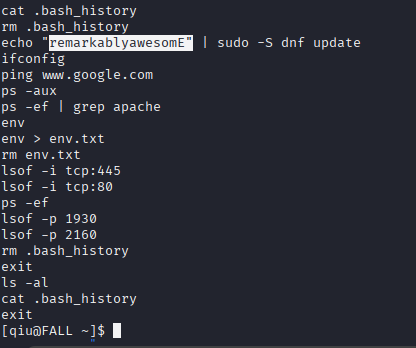 cat .bash_history
rm .bash_history
echo "remarkablyawesomE" | sudo -S dnf update
ifconfig
ping www.google.com
ps -aux
ps -ef | grep apache
env
env > env.txt
rm env.txt
lsof -i tcp:445
lsof -i tcp:80
ps -ef
lsof -p 1930
lsof -p 2160
rm .bash_history
exit
ls -al
cat .bash_history
exit
[qiu@FALL ~]$